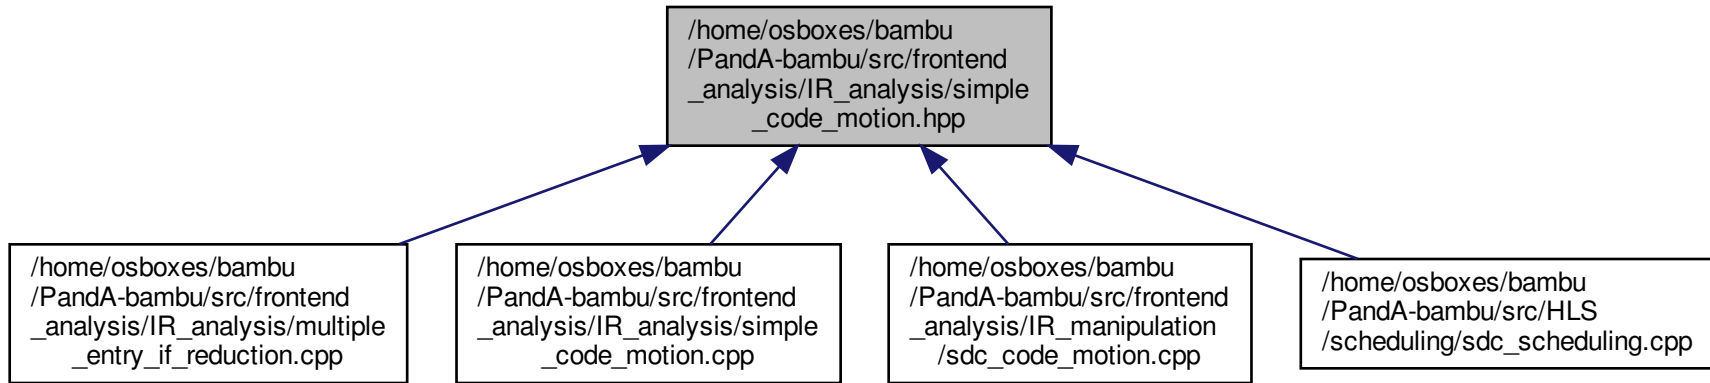 /home/osboxes/bambu
/PandA-bambu/src/frontend
_analysis/IR_analysis/simple
_code_motion.hpp
/home/osboxes/bambu
/PandA-bambu/src/frontend
_analysis/IR_analysis/multiple
_entry_if_reduction.cpp
/home/osboxes/bambu
/PandA-bambu/src/frontend
_analysis/IR_analysis/simple
_code_motion.cpp
/home/osboxes/bambu
/PandA-bambu/src/frontend
_analysis/IR_manipulation
/sdc_code_motion.cpp
/home/osboxes/bambu
/PandA-bambu/src/HLS
/scheduling/sdc_scheduling.cpp